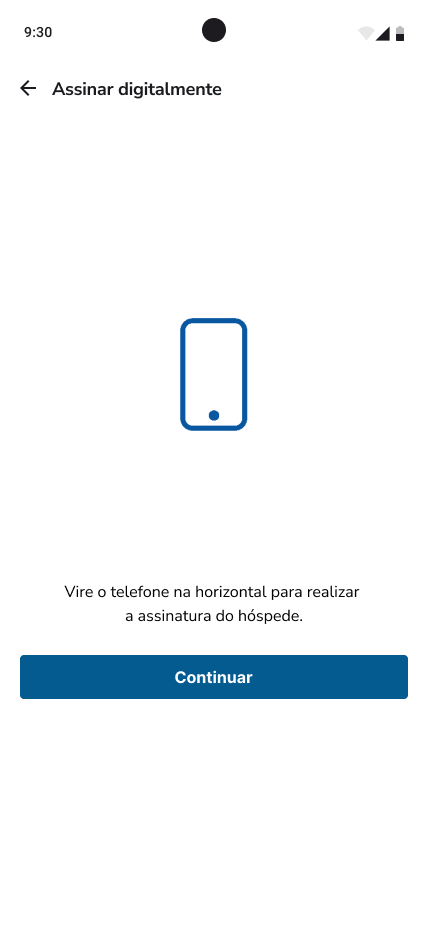 9:30
Assinar digitalmente
Vire o telefone na horizontal para realizar
a assinatura do hóspede.
Continuar